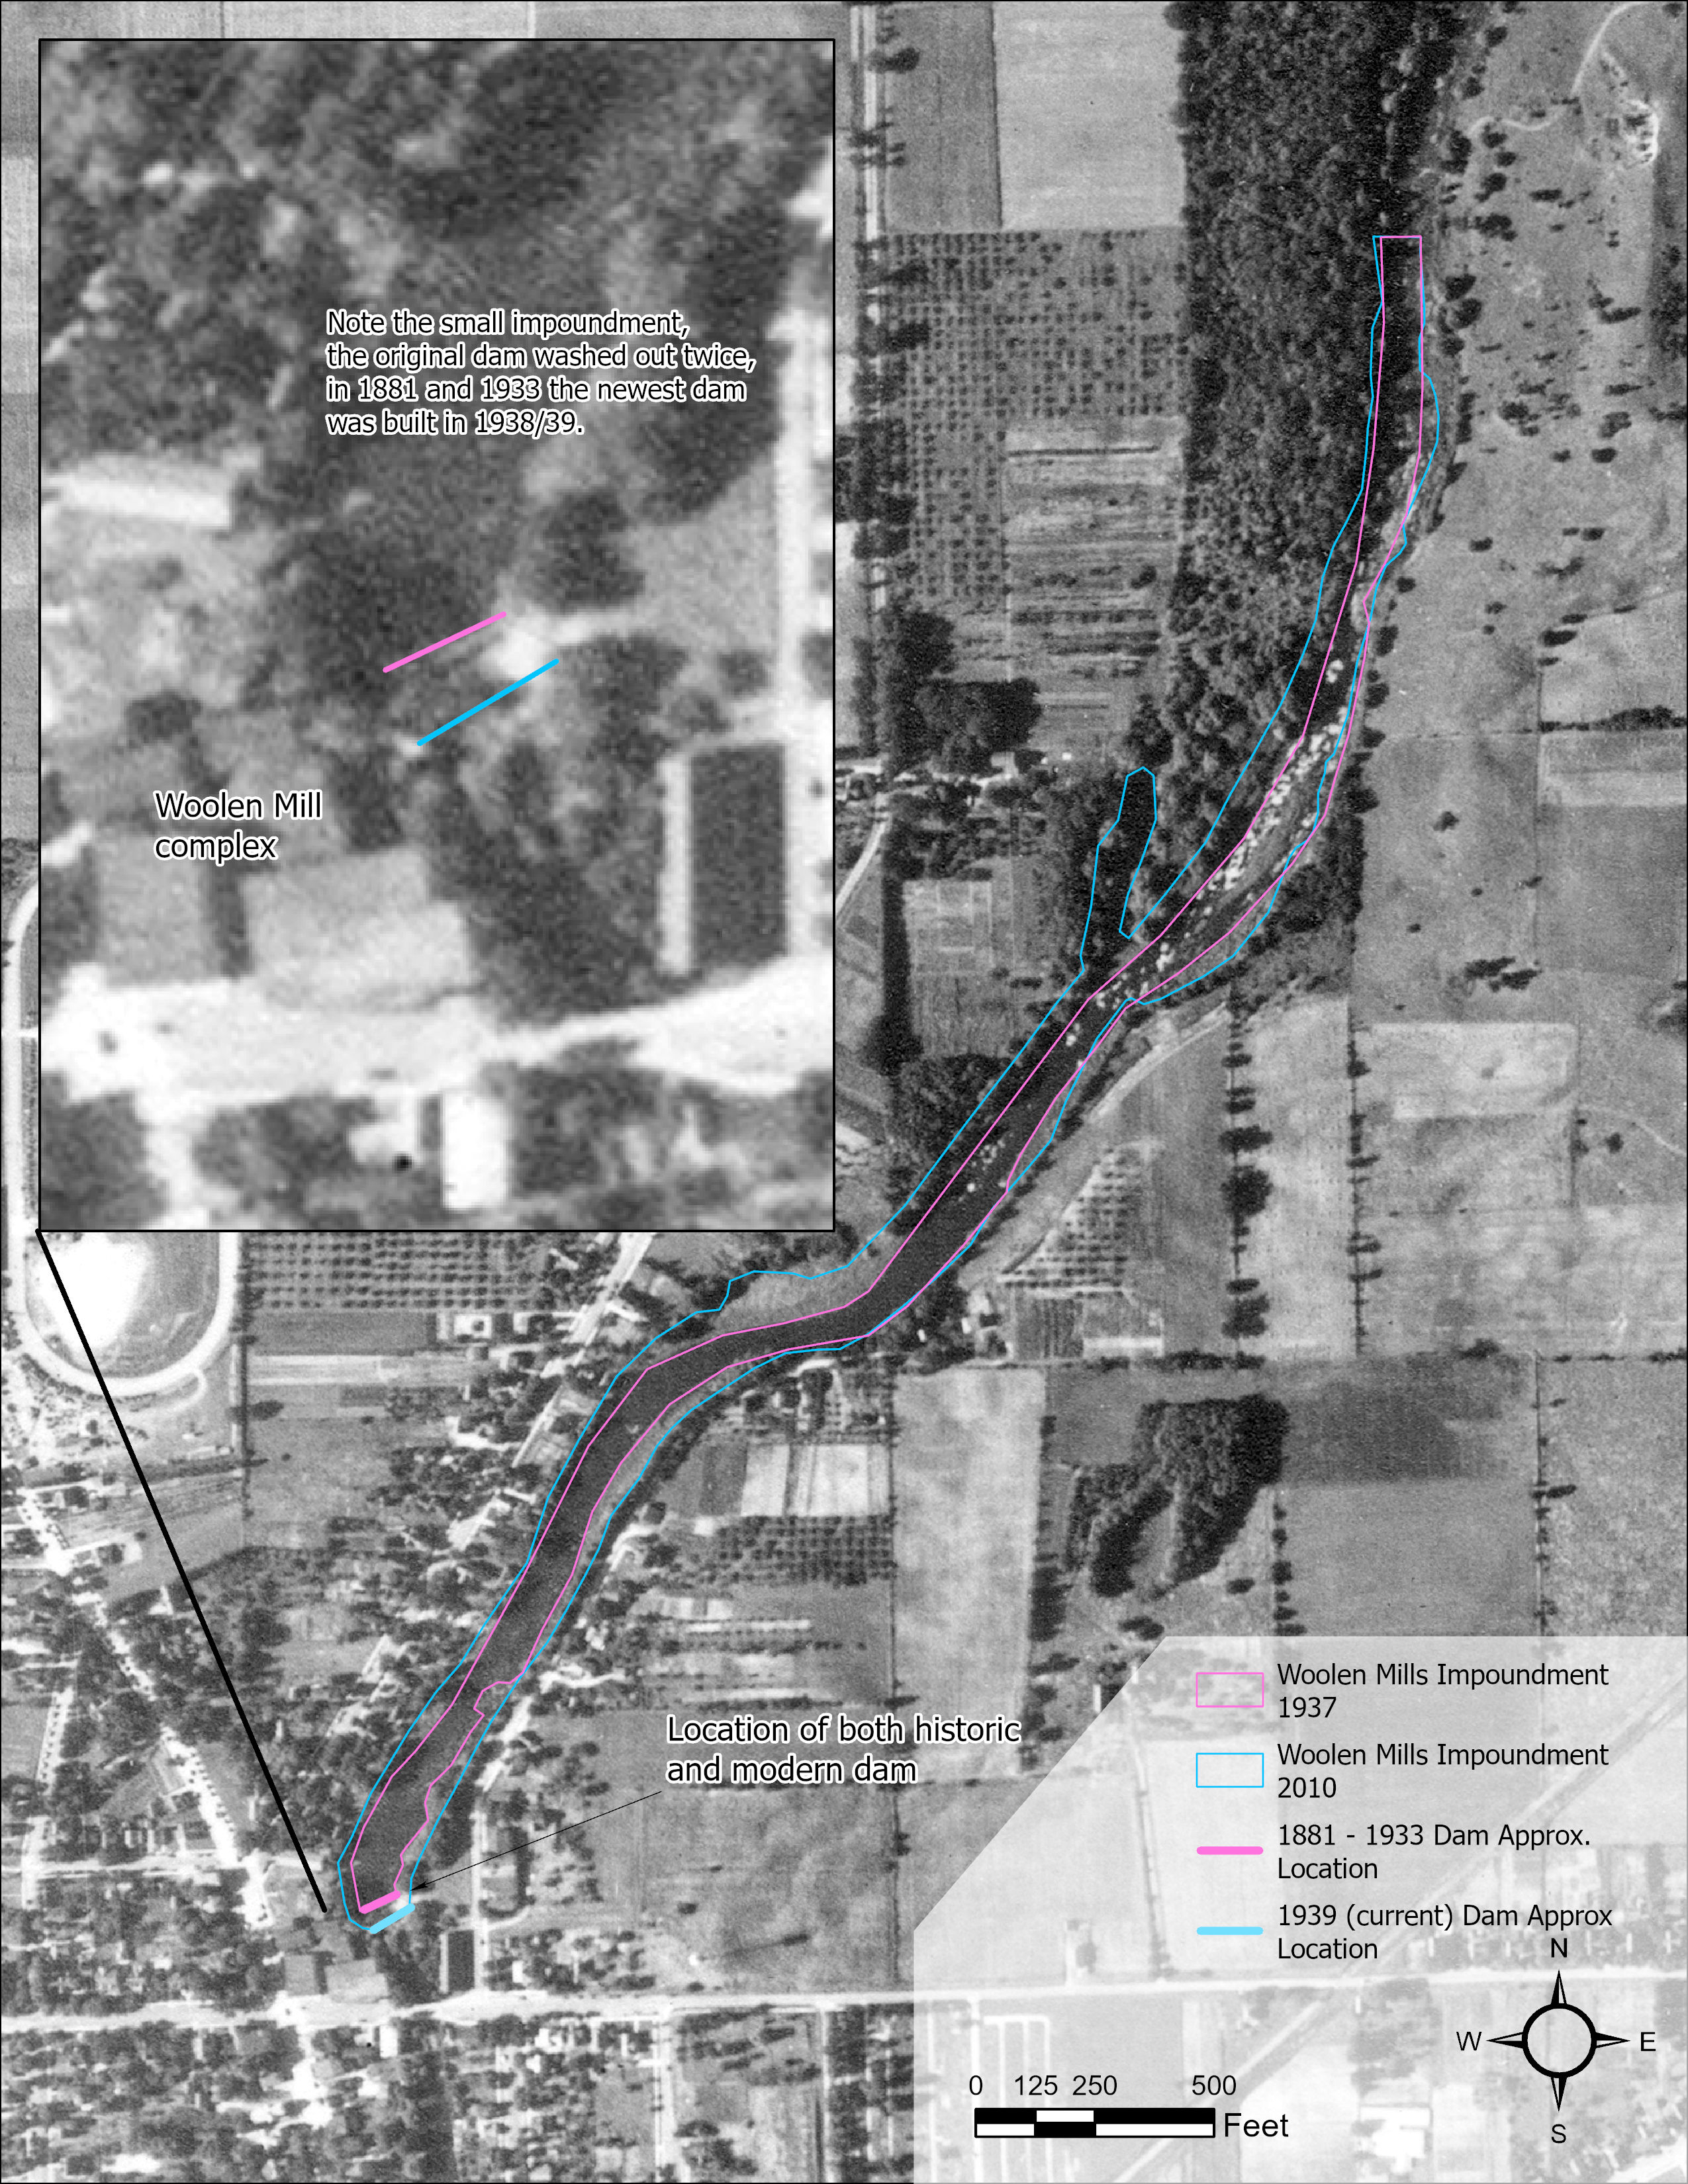 Note the small impoundment,
the original dam washed out twice,
in 1881 and 1933 the newest dam
was built in 1938/39.
Woolen Mill
complex
Location of both historic
and modern dam
Woolen Mills Impoundment
1937
Woolen Mills Impoundment
2010
1881 - 1933 Dam Approx.
Location
1939 (current) Dam Approx
Location
N
W E
S
0 125 250 500
Feet